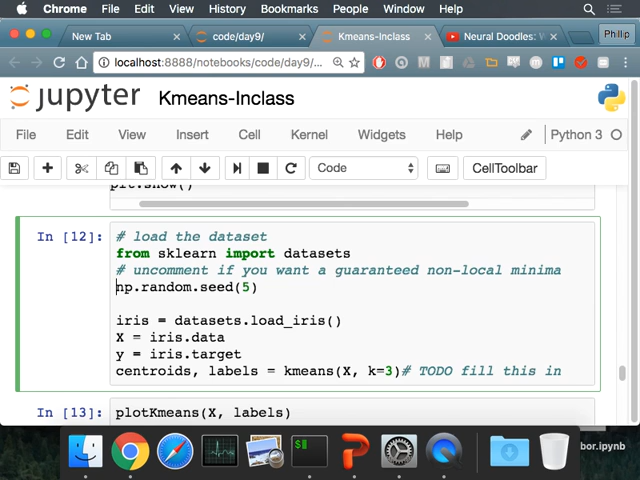 Chrome File Edit View History Bookmarks People Window Help
New Tab code/day9/ Kmeans-Inclass Neural Doodles: W Philip
localhost:8888/notebooks/code/day9/...
jupyter Kmeans-Inclass
File Edit View Insert Cell Kernel Widgets Help Python 3
Code CellToolbar
plt.show()
In [12]: # load the dataset
from sklearn import datasets
# uncomment if you want a guaranteed non-local minima
np.random.seed(5)
iris = datasets.load_iris()
X = iris.data
y = iris.target
centroids, labels = kmeans(X, k=3)# TODO fill this in
In [13]: plotKmeans(X, labels)
bor.ipynb